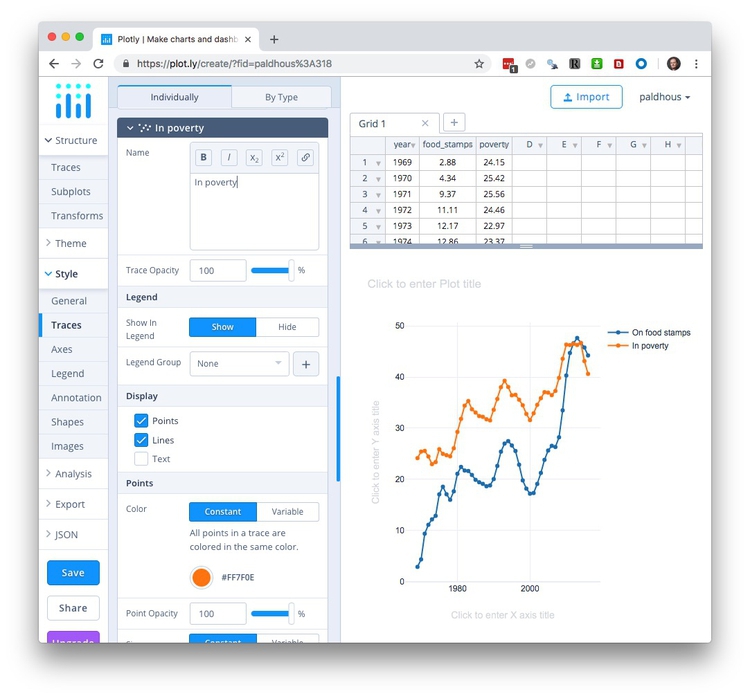 Plotly | Make charts and dashb
https://plot.ly/create/?fid=paldhous%3A318
1
Individually
By Type
Import
paldhous
Structure
Traces
Subplots
Transforms
Theme
Style
General
Traces
Axes
Legend
Annotation
Shapes
Images
Analysis
Export
JSON
Save
Share
Upgrade
In poverty
Name
B I x2 x2
In poverty
Trace Opacity 100 %
Legend
Show In
Legend
Show Hide
Legend Group None +
Display
Points
Lines
Text
Points
Color Constant Variable
All points in a trace are
colored in the same color.
#FF7F0E
Point Opacity 100 %
Constant Variable
Grid 1
year food_stamps poverty D E F G H
1 1969 2.88 24.15
2 1970 4.34 25.42
3 1971 9.37 25.56
4 1972 11.11 24.46
5 1973 12.17 22.97
6 1974 12.86 23.37
Click to enter Plot title
On food stamps
In poverty
50
40
30
20
10
0
Click to enter Y axis title
1980 2000
Click to enter X axis title